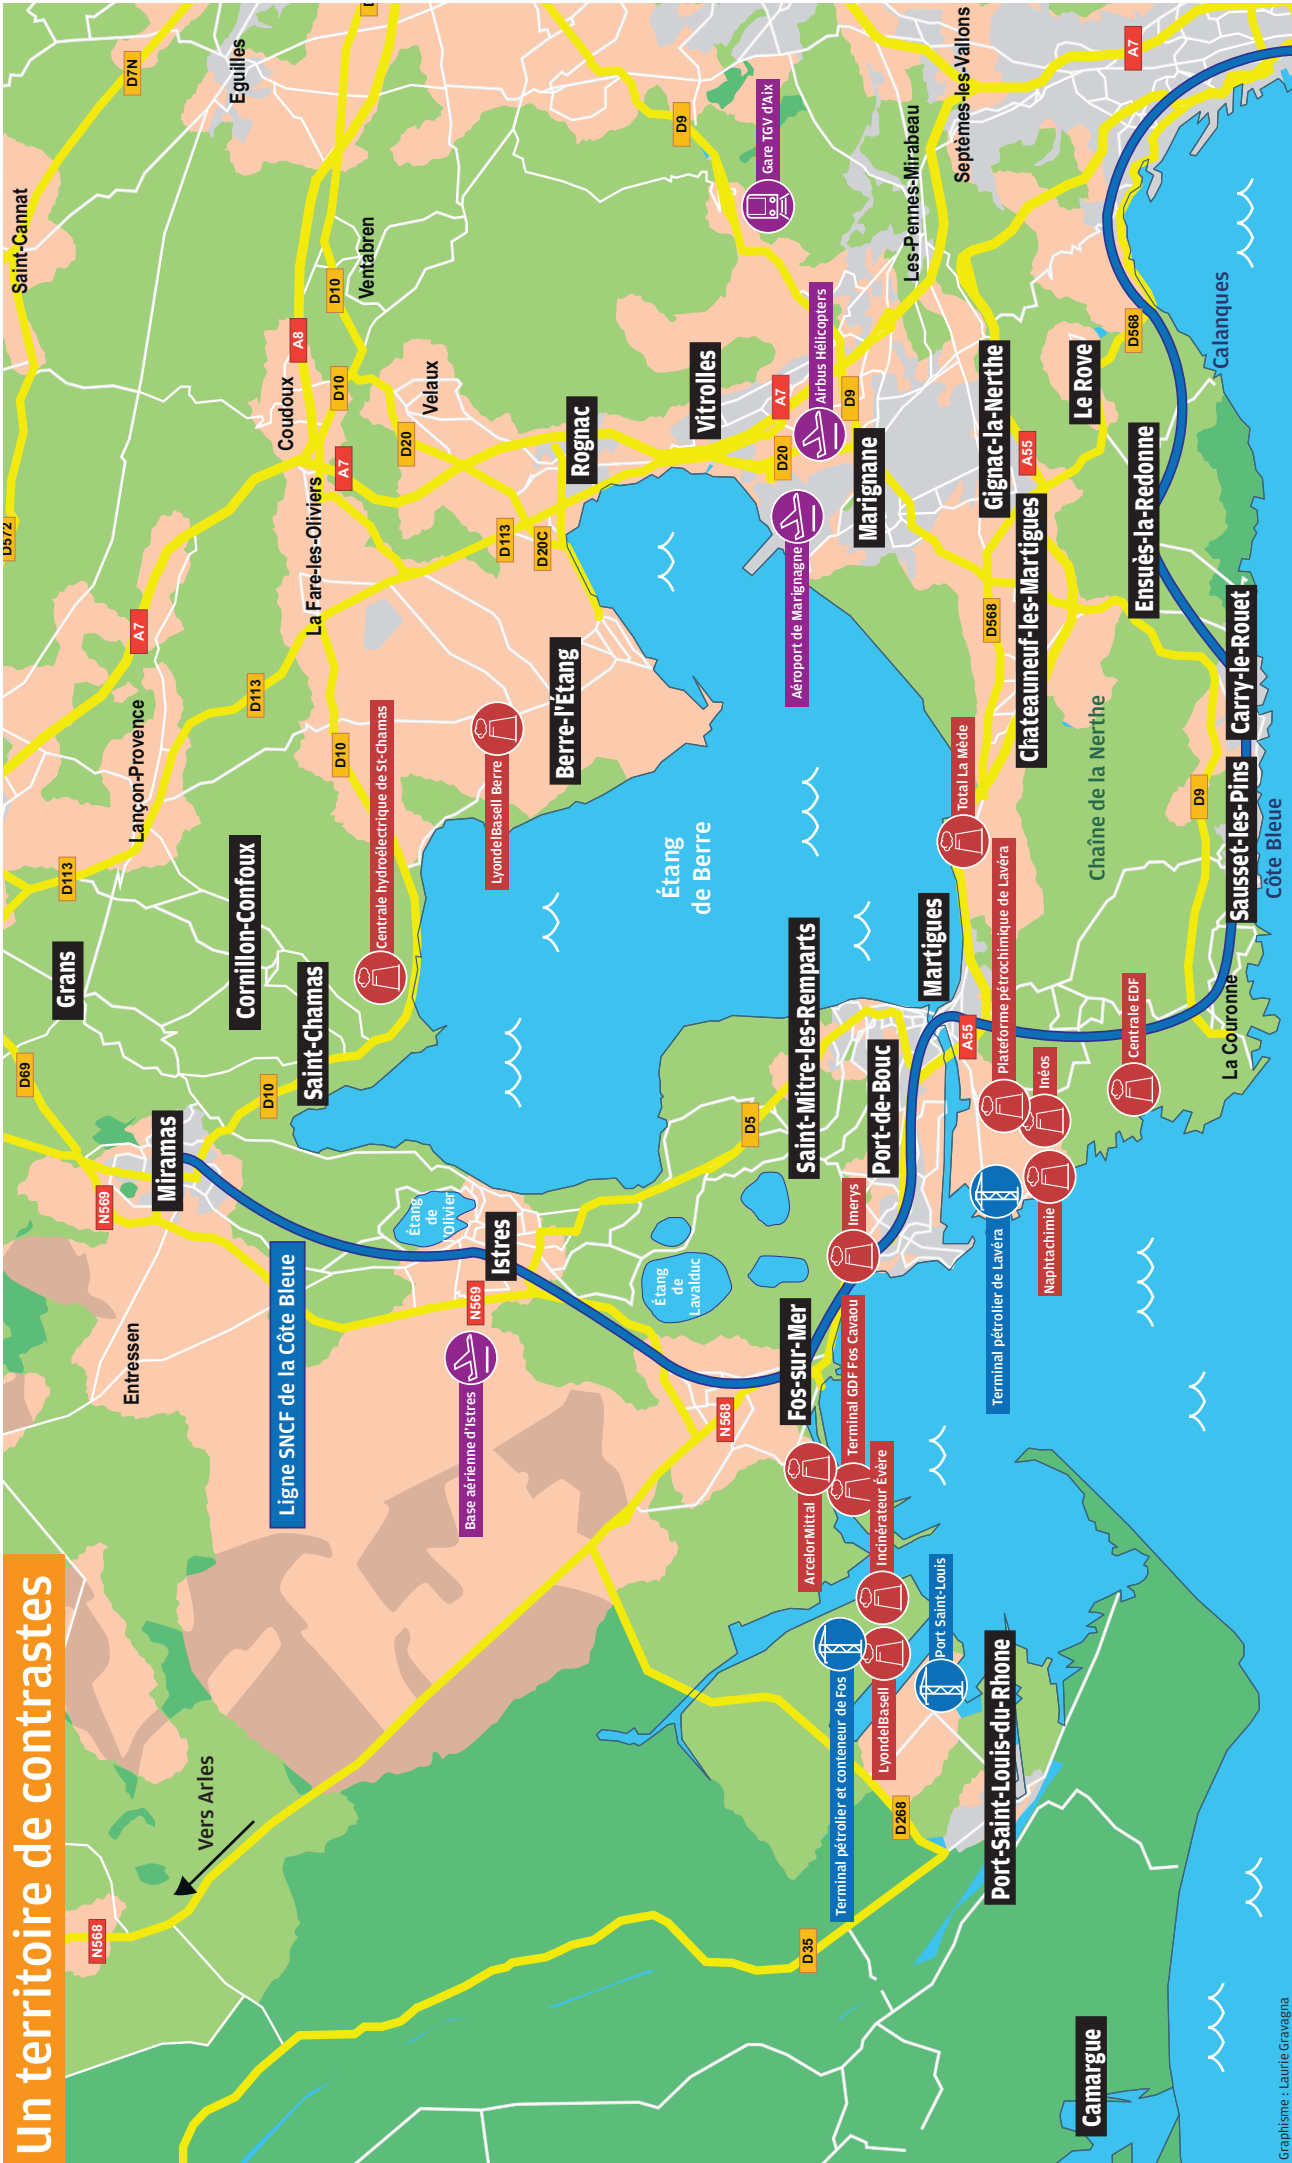 Un territoire de contrastes
N568
Vers Arles
Entressen
Ligne SNCF de la Côte Bleue
N569
Miramas
D69
Grans
D10
Cornillon-Confoux
Saint-Chamas
D113
Lançon-Provence
D113
A7
D572
La Fare-les-Oliviers
Coudoux
A8
D10
D10
Ventabren
Saint-Cannat
D7N
Eguilles
A7
D20
Velaux
D10
Centrale hydroélectrique de St-Chamas
LyondelBasell Berre
Berre-l'Étang
D113
D20C
Rognac
Vitrolles
D9
Gare TGV d'Aix
Étang
de
l'Olivier
Istres
N569
Base aérienne d'Istres
Étang
de
Lavalduc
N568
D5
Étang
de Berre
Aéroport de Marignagne
D20
A7
Airbus Hélicopters
D9
Marignane
Les-Pennes-Mirabeau
Septèmes-les-Vallons
A7
Fos-sur-Mer
ArcelorMittal
Terminal GDF Fos Cavaou
Imerys
Incinérateur Évère
Terminal pétrolier et conteneur de Fos
LyondelBasell
Port Saint-Louis
D268
D35
Port-Saint-Louis-du-Rhone
Camargue
Saint-Mitre-les-Remparts
Port-de-Bouc
Martigues
A55
Total La Mède
Plateforme pétrochimique de Lavéra
Inéos
Terminal pétrolier de Lavéra
Naphtachimie
Centrale EDF
La Couronne
D568
Chateauneuf-les-Martigues
Gignac-la-Nerthe
A55
Le Rove
D568
Chaîne de la Nerthe
Ensuès-la-Redonne
D9
Sausset-les-Pins
Carry-le-Rouet
Côte Bleue
Calanques
Graphisme : Laurie Gravagna